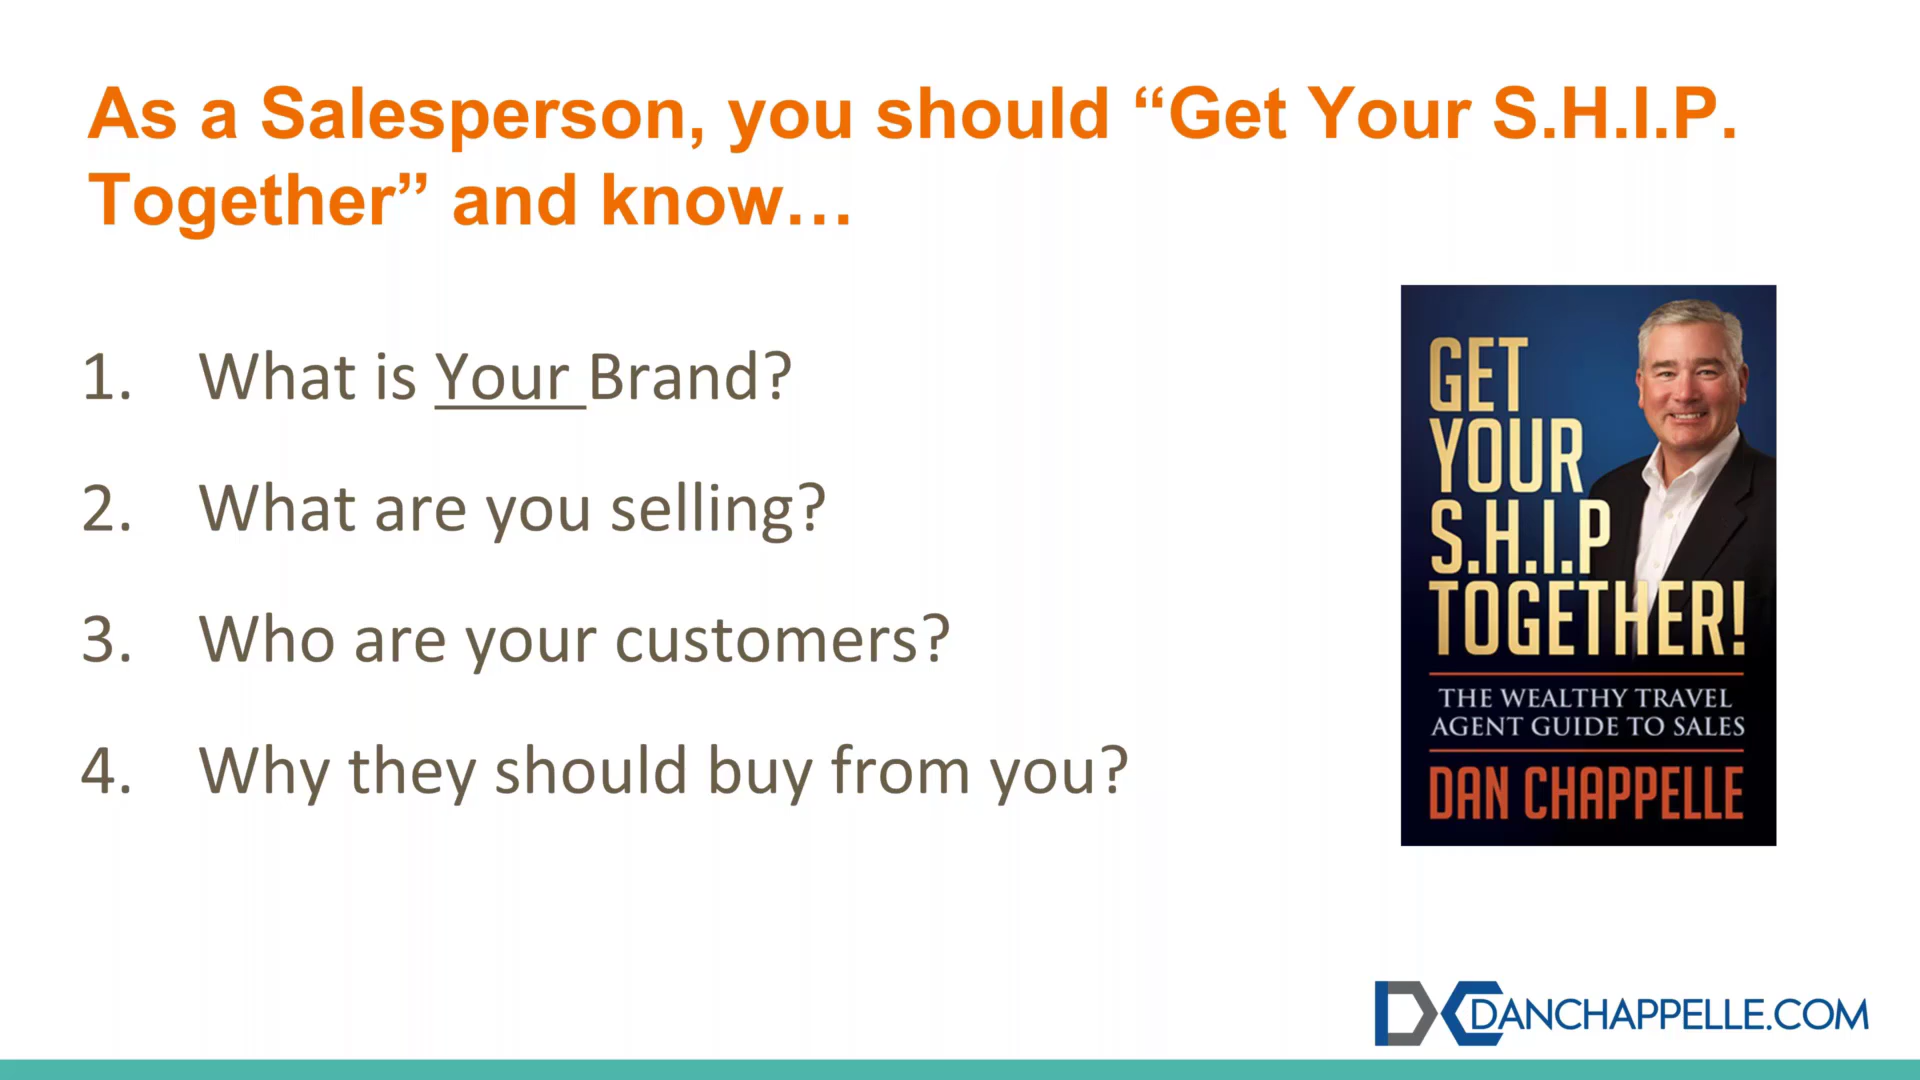 As a Salesperson, you should “Get Your S.H.I.P.
Together” and know…
1. What is Your Brand?
2. What are you selling?
3. Who are your customers?
4. Why they should buy from you?
GET
YOUR
S.H.I.P
TOGETHER!
THE WEALTHY TRAVEL
AGENT GUIDE TO SALES
DAN CHAPPELLE
DC DANCHAPPELLE.COM